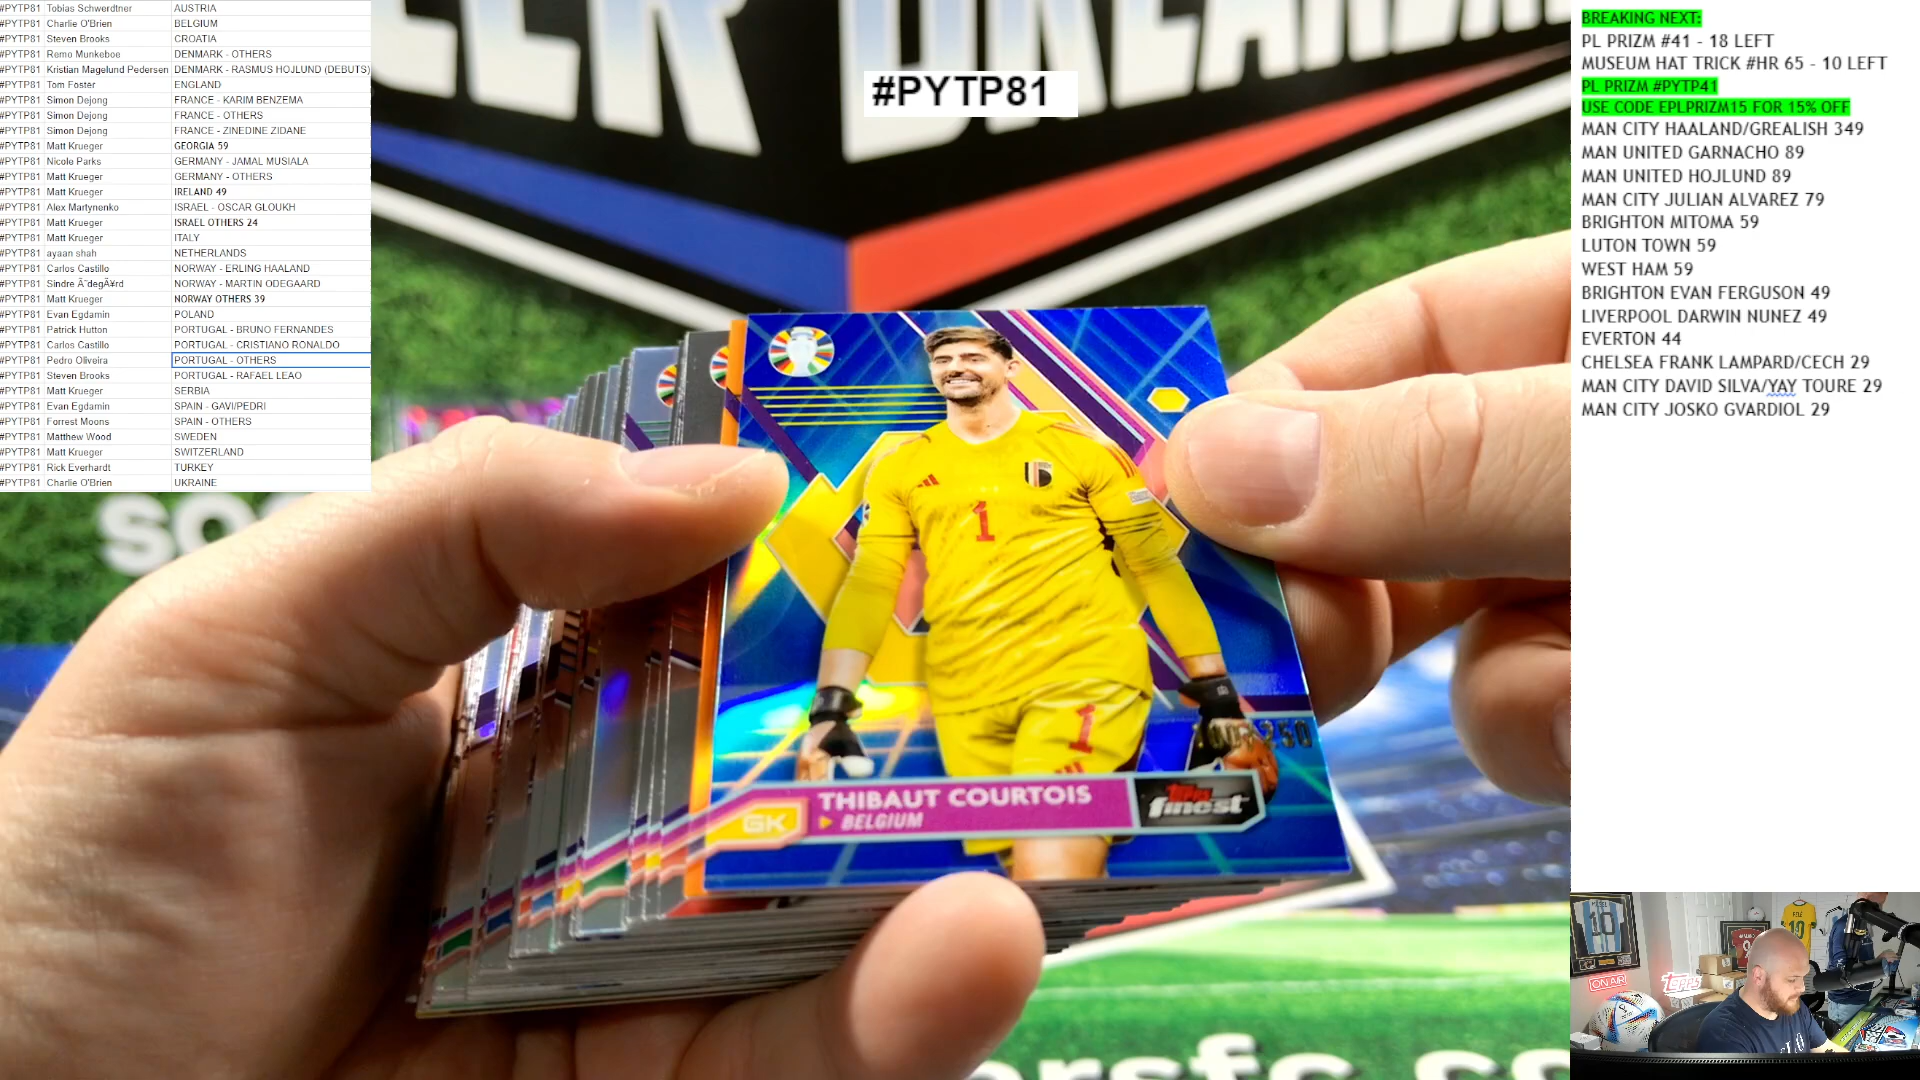 #PYTP81 Tobias Schwerdtner AUSTRIA
#PYTP81 Charlie O'Brien BELGIUM
#PYTP81 Steven Brooks CROATIA
#PYTP81 Remo Munkeboe DENMARK - OTHERS
#PYTP81 Kristian Magelund Pedersen DENMARK - RASMUS HOJLUND (DEBUTS)
#PYTP81 Tom Foster ENGLAND
#PYTP81 Simon Dejong FRANCE - KARIM BENZEMA
#PYTP81 Simon Dejong FRANCE - OTHERS
#PYTP81 Simon Dejong FRANCE - ZINEDINE ZIDANE
#PYTP81 Matt Krueger GEORGIA 59
#PYTP81 Nicole Parks GERMANY - JAMAL MUSIALA
#PYTP81 Matt Krueger GERMANY - OTHERS
#PYTP81 Matt Krueger IRELAND 49
#PYTP81 Alex Martynenko ISRAEL - OSCAR GLOUKH
#PYTP81 Matt Krueger ISRAEL OTHERS 24
#PYTP81 Matt Krueger ITALY
#PYTP81 ayaan shah NETHERLANDS
#PYTP81 Carlos Castillo NORWAY - ERLING HAALAND
#PYTP81 Sindre Ã˜degÃ¥rd NORWAY - MARTIN ODEGAARD
#PYTP81 Matt Krueger NORWAY OTHERS 39
#PYTP81 Evan Egdamin POLAND
#PYTP81 Patrick Hutton PORTUGAL - BRUNO FERNANDES
#PYTP81 Carlos Castillo PORTUGAL - CRISTIANO RONALDO
#PYTP81 Pedro Oliveira PORTUGAL - OTHERS
#PYTP81 Steven Brooks PORTUGAL - RAFAEL LEAO
#PYTP81 Matt Krueger SERBIA
#PYTP81 Evan Egdamin SPAIN - GAVI/PEDRI
#PYTP81 Forrest Moons SPAIN - OTHERS
#PYTP81 Matthew Wood SWEDEN
#PYTP81 Matt Krueger SWITZERLAND
#PYTP81 Rick Everhardt TURKEY
#PYTP81 Charlie O'Brien UKRAINE
#PYTP81
1
1
THIBAUT COURTOIS
GK BELGIUM
Topps finest
BREAKING NEXT:
PL PRIZM #41 - 18 LEFT
MUSEUM HAT TRICK #HR 65 - 10 LEFT
PL PRIZM #PYTP41
USE CODE EPLPRIZM15 FOR 15% OFF
MAN CITY HAALAND/GREALISH 349
MAN UNITED GARNACHO 89
MAN UNITED HOJLUND 89
MAN CITY JULIAN ALVAREZ 79
BRIGHTON MITOMA 59
LUTON TOWN 59
WEST HAM 59
BRIGHTON EVAN FERGUSON 49
LIVERPOOL DARWIN NUNEZ 49
EVERTON 44
CHELSEA FRANK LAMPARD/CECH 29
MAN CITY DAVID SILVA/YAY TOURE 29
MAN CITY JOSKO GVARDIOL 29
10
PELE
10
ON AIR
TOPPS